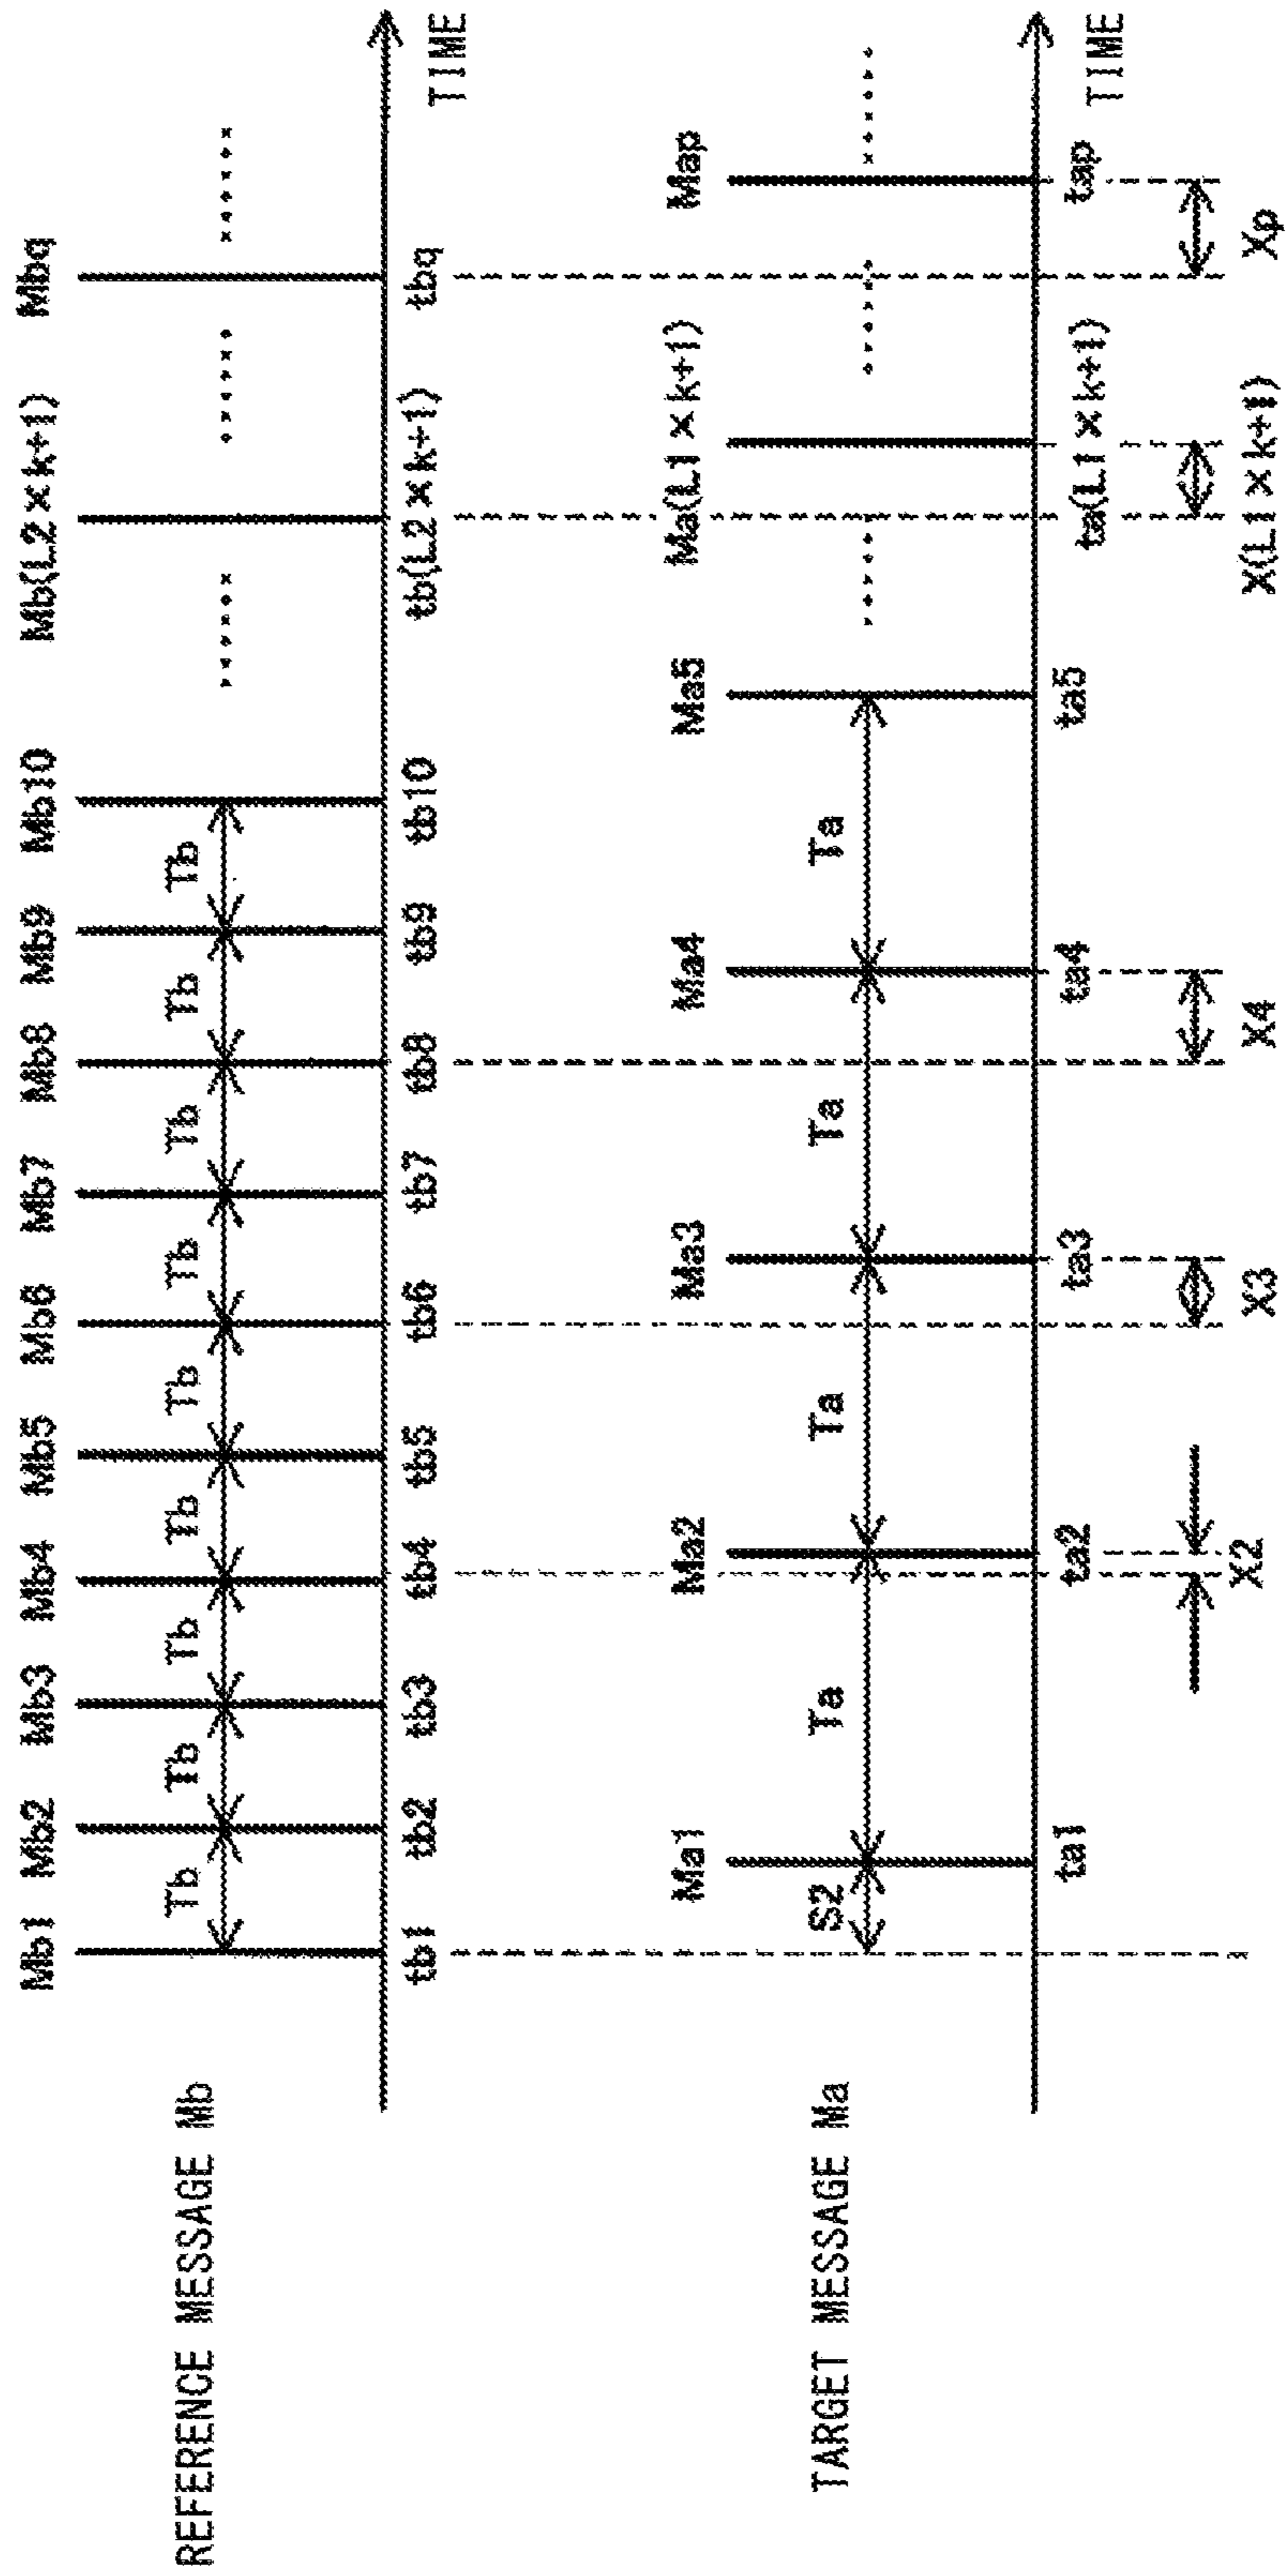 Mb1 Mb2 Mb3 Mb4 Mb5 Mb6 Mb7 Mb8 Mb9 Mb10 Mb(L2×k+1) Mbq
REFERENCE MESSAGE Mb Tb Tb Tb Tb Tb Tb Tb Tb Tb
tb1 tb2 tb3 tb4 tb5 tb6 tb7 tb8 tb9 tb10 tb(L2×k+1) tbq
TIME
Ma1 Ma2 Ma3 Ma4 Ma5 Ma(L1×k+1) Map
TARGET MESSAGE Ma S2 Ta Ta Ta Ta
ta1 ta2 ta3 ta4 ta5 ta(L1×k+1) tap
TIME
X2 X3 X4 X(L1×k+1) Xp